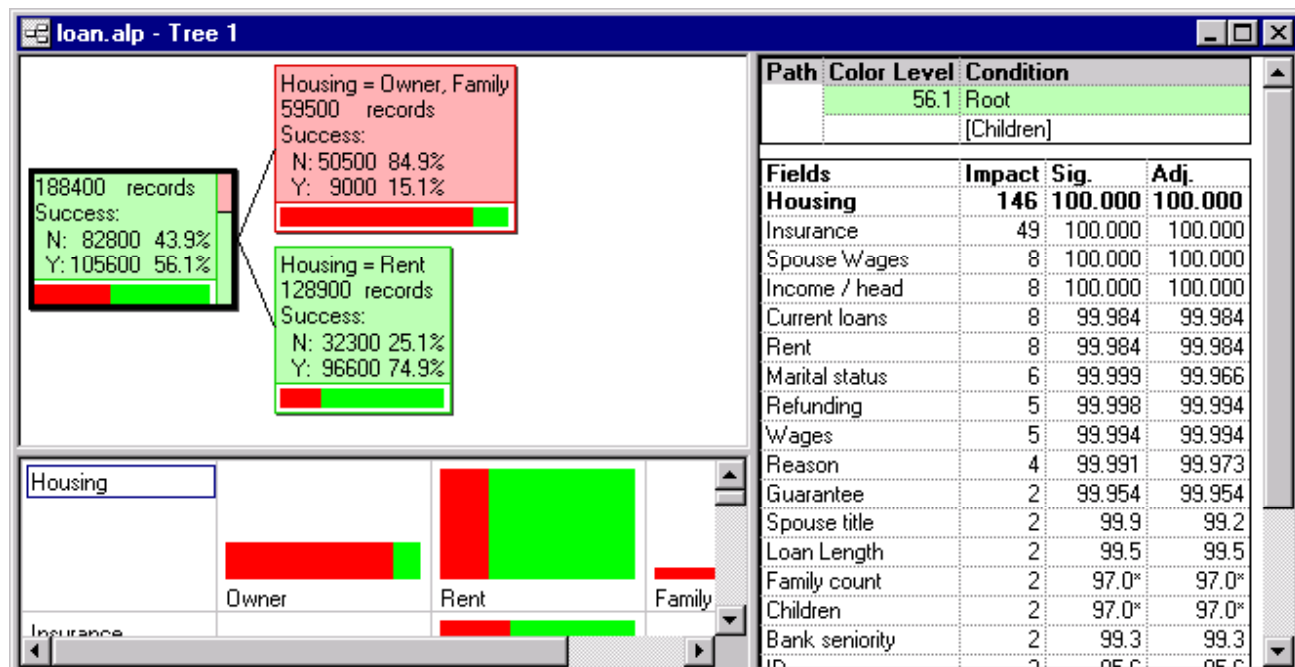 loan.alp - Tree 1
188400 records
Success:
N: 82800 43.9%
Y: 105600 56.1%
Housing = Owner, Family
59500 records
Success:
N: 50500 84.9%
Y: 9000 15.1%
Housing = Rent
128900 records
Success:
N: 32300 25.1%
Y: 96600 74.9%
Housing
Owner Rent Family
Insurance
Path Color Level Condition
56.1 Root
[Children]
Fields Impact Sig. Adj.
Housing 146 100.000 100.000
Insurance 49 100.000 100.000
Spouse Wages 8 100.000 100.000
Income / head 8 100.000 100.000
Current loans 8 99.984 99.984
Rent 8 99.984 99.984
Marital status 6 99.999 99.966
Refunding 5 99.998 99.994
Wages 5 99.994 99.994
Reason 4 99.991 99.973
Guarantee 2 99.954 99.954
Spouse title 2 99.9 99.2
Loan Length 2 99.5 99.5
Family count 2 97.0* 97.0*
Children 2 97.0* 97.0*
Bank seniority 2 99.3 99.3